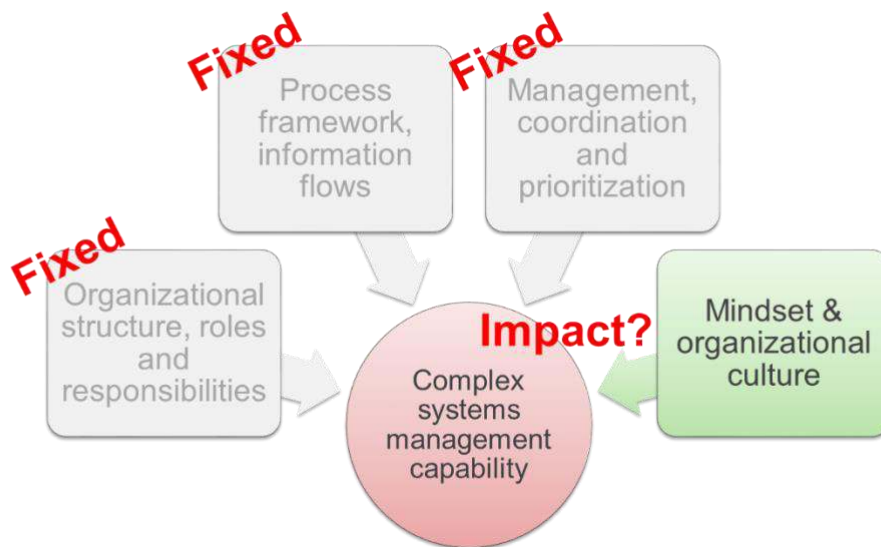 Fixed
Process
framework,
information
flows
Fixed
Management,
coordination
and
prioritization
Fixed
Organizational
structure, roles
and
responsibilities
Impact?
Complex
systems
management
capability
Mindset &
organizational
culture